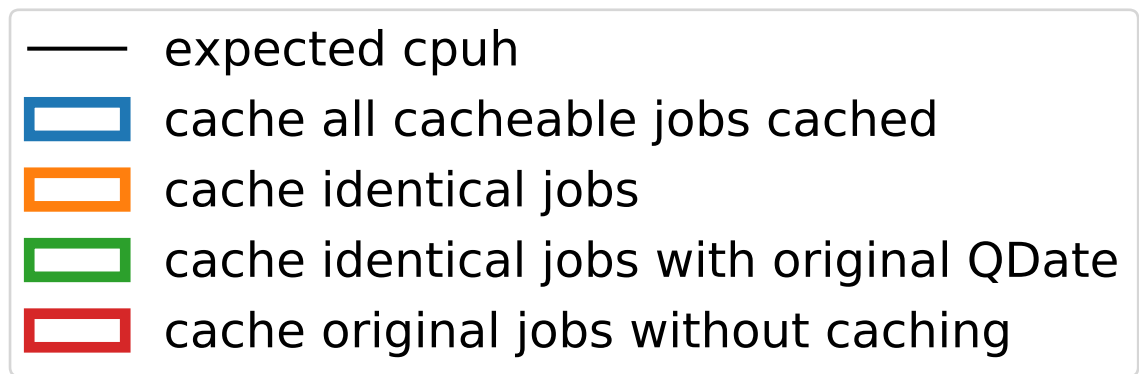 expected cpuh
cache all cacheable jobs cached
cache identical jobs
cache identical jobs with original QDate
cache original jobs without caching